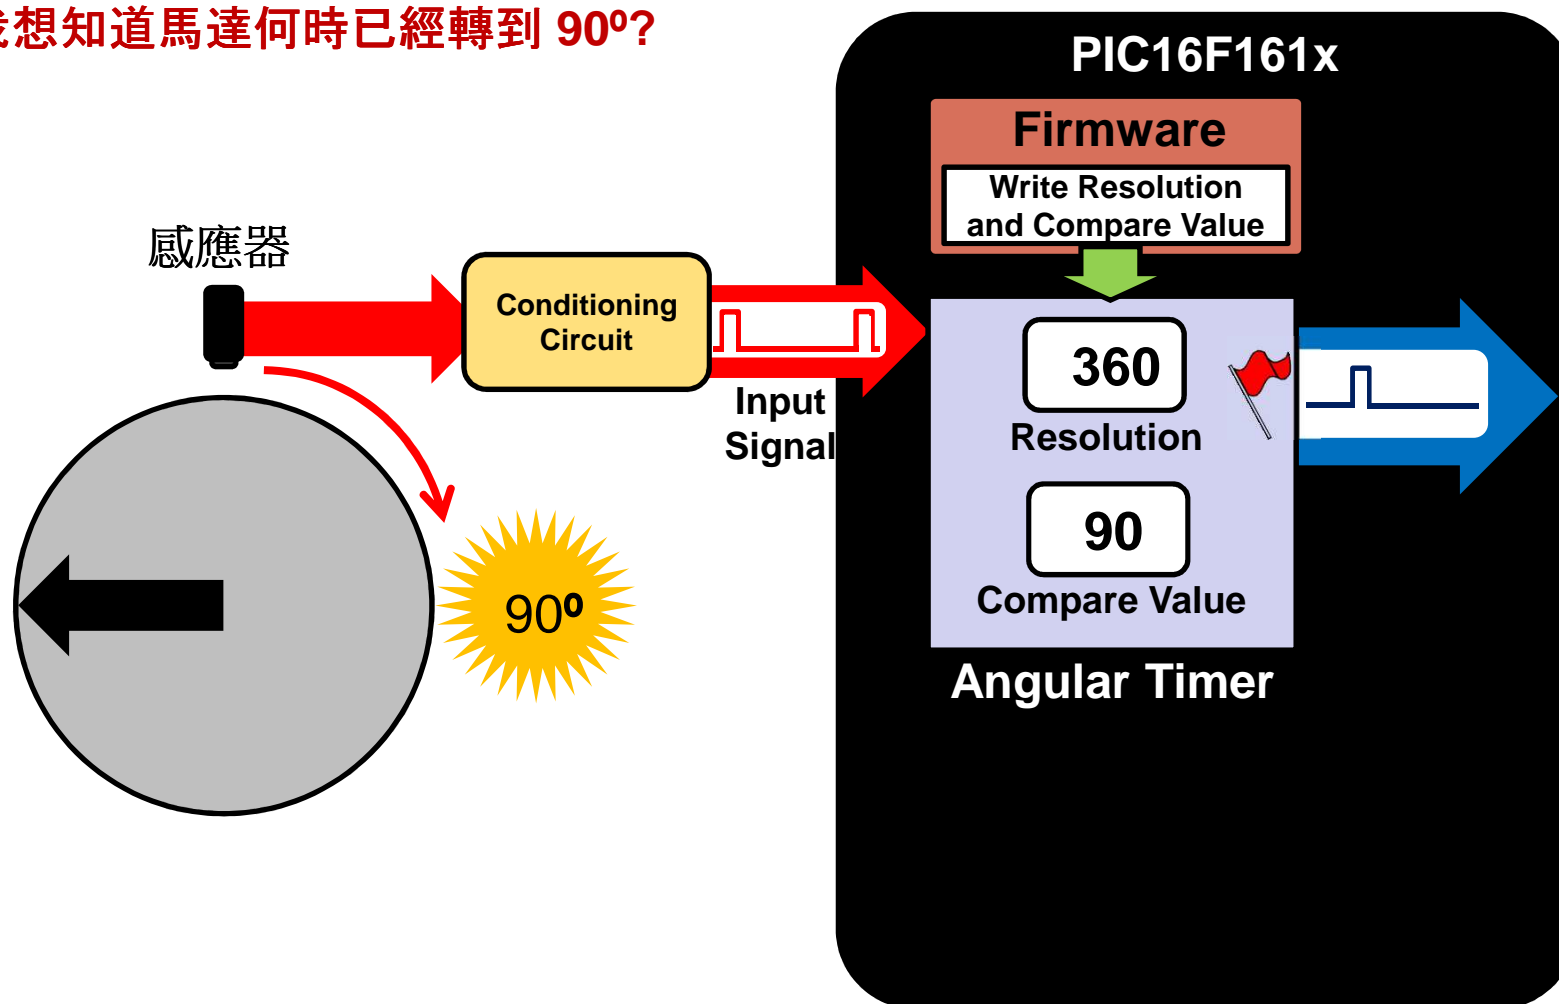 想知道馬達何時已經轉到 90º?
PIC16F161x
Firmware
Write Resolution
and Compare Value
感應器
Conditioning
Circuit
Input
Signal
360
Resolution
90
Compare Value
90º
Angular Timer